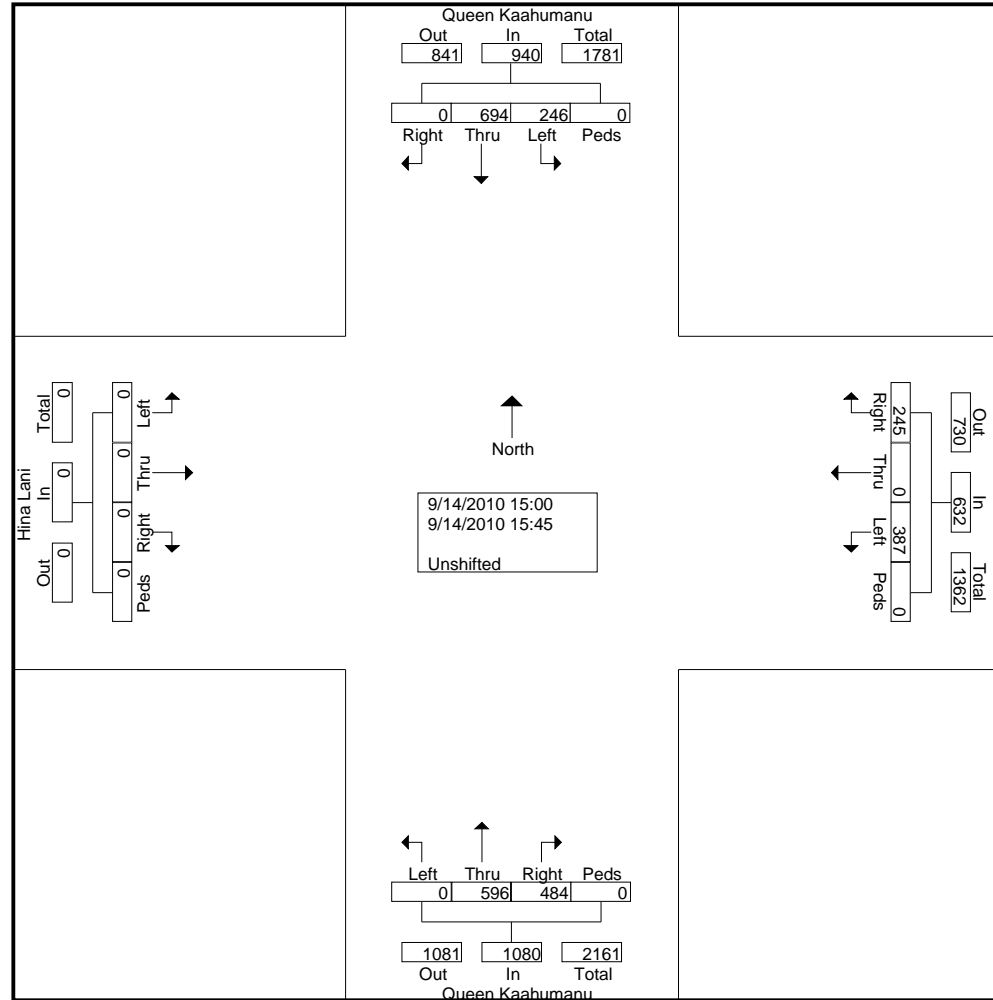 Queen Kaahumanu
Out In Total
841 940 1781
0 694 246 0
Right Thru Left Peds
Hina Lani
Total In Out
0 0 0
0 0 0 0
Left Thru Right Peds
North
9/14/2010 15:00
9/14/2010 15:45
Unshifted
Out In Total
730 632 1362
245 0 387 0
Right Thru Left Peds
Left Thru Right Peds
0 596 484 0
1081 1080 2161
Out In Total
Queen Kaahumanu